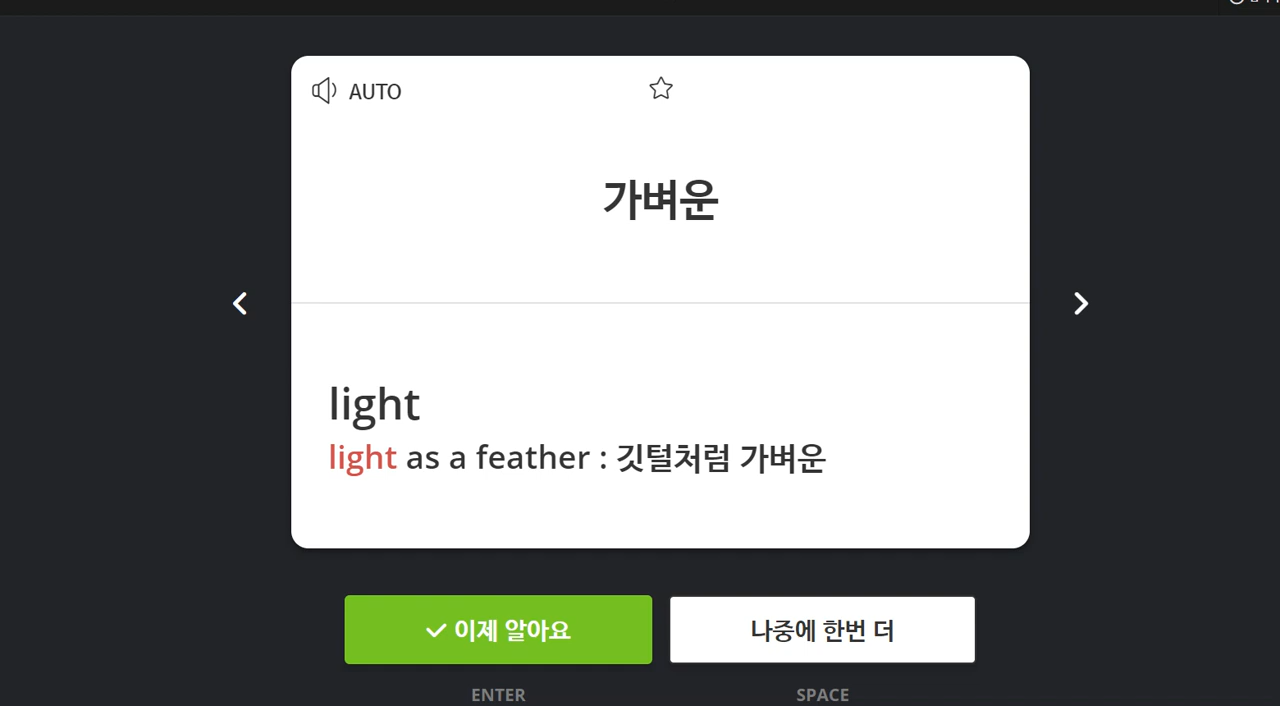 AUTO
가벼운
light
light as a feather : 깃털처럼 가벼운
이제 알아요
나중에 한번 더
ENTER
SPACE